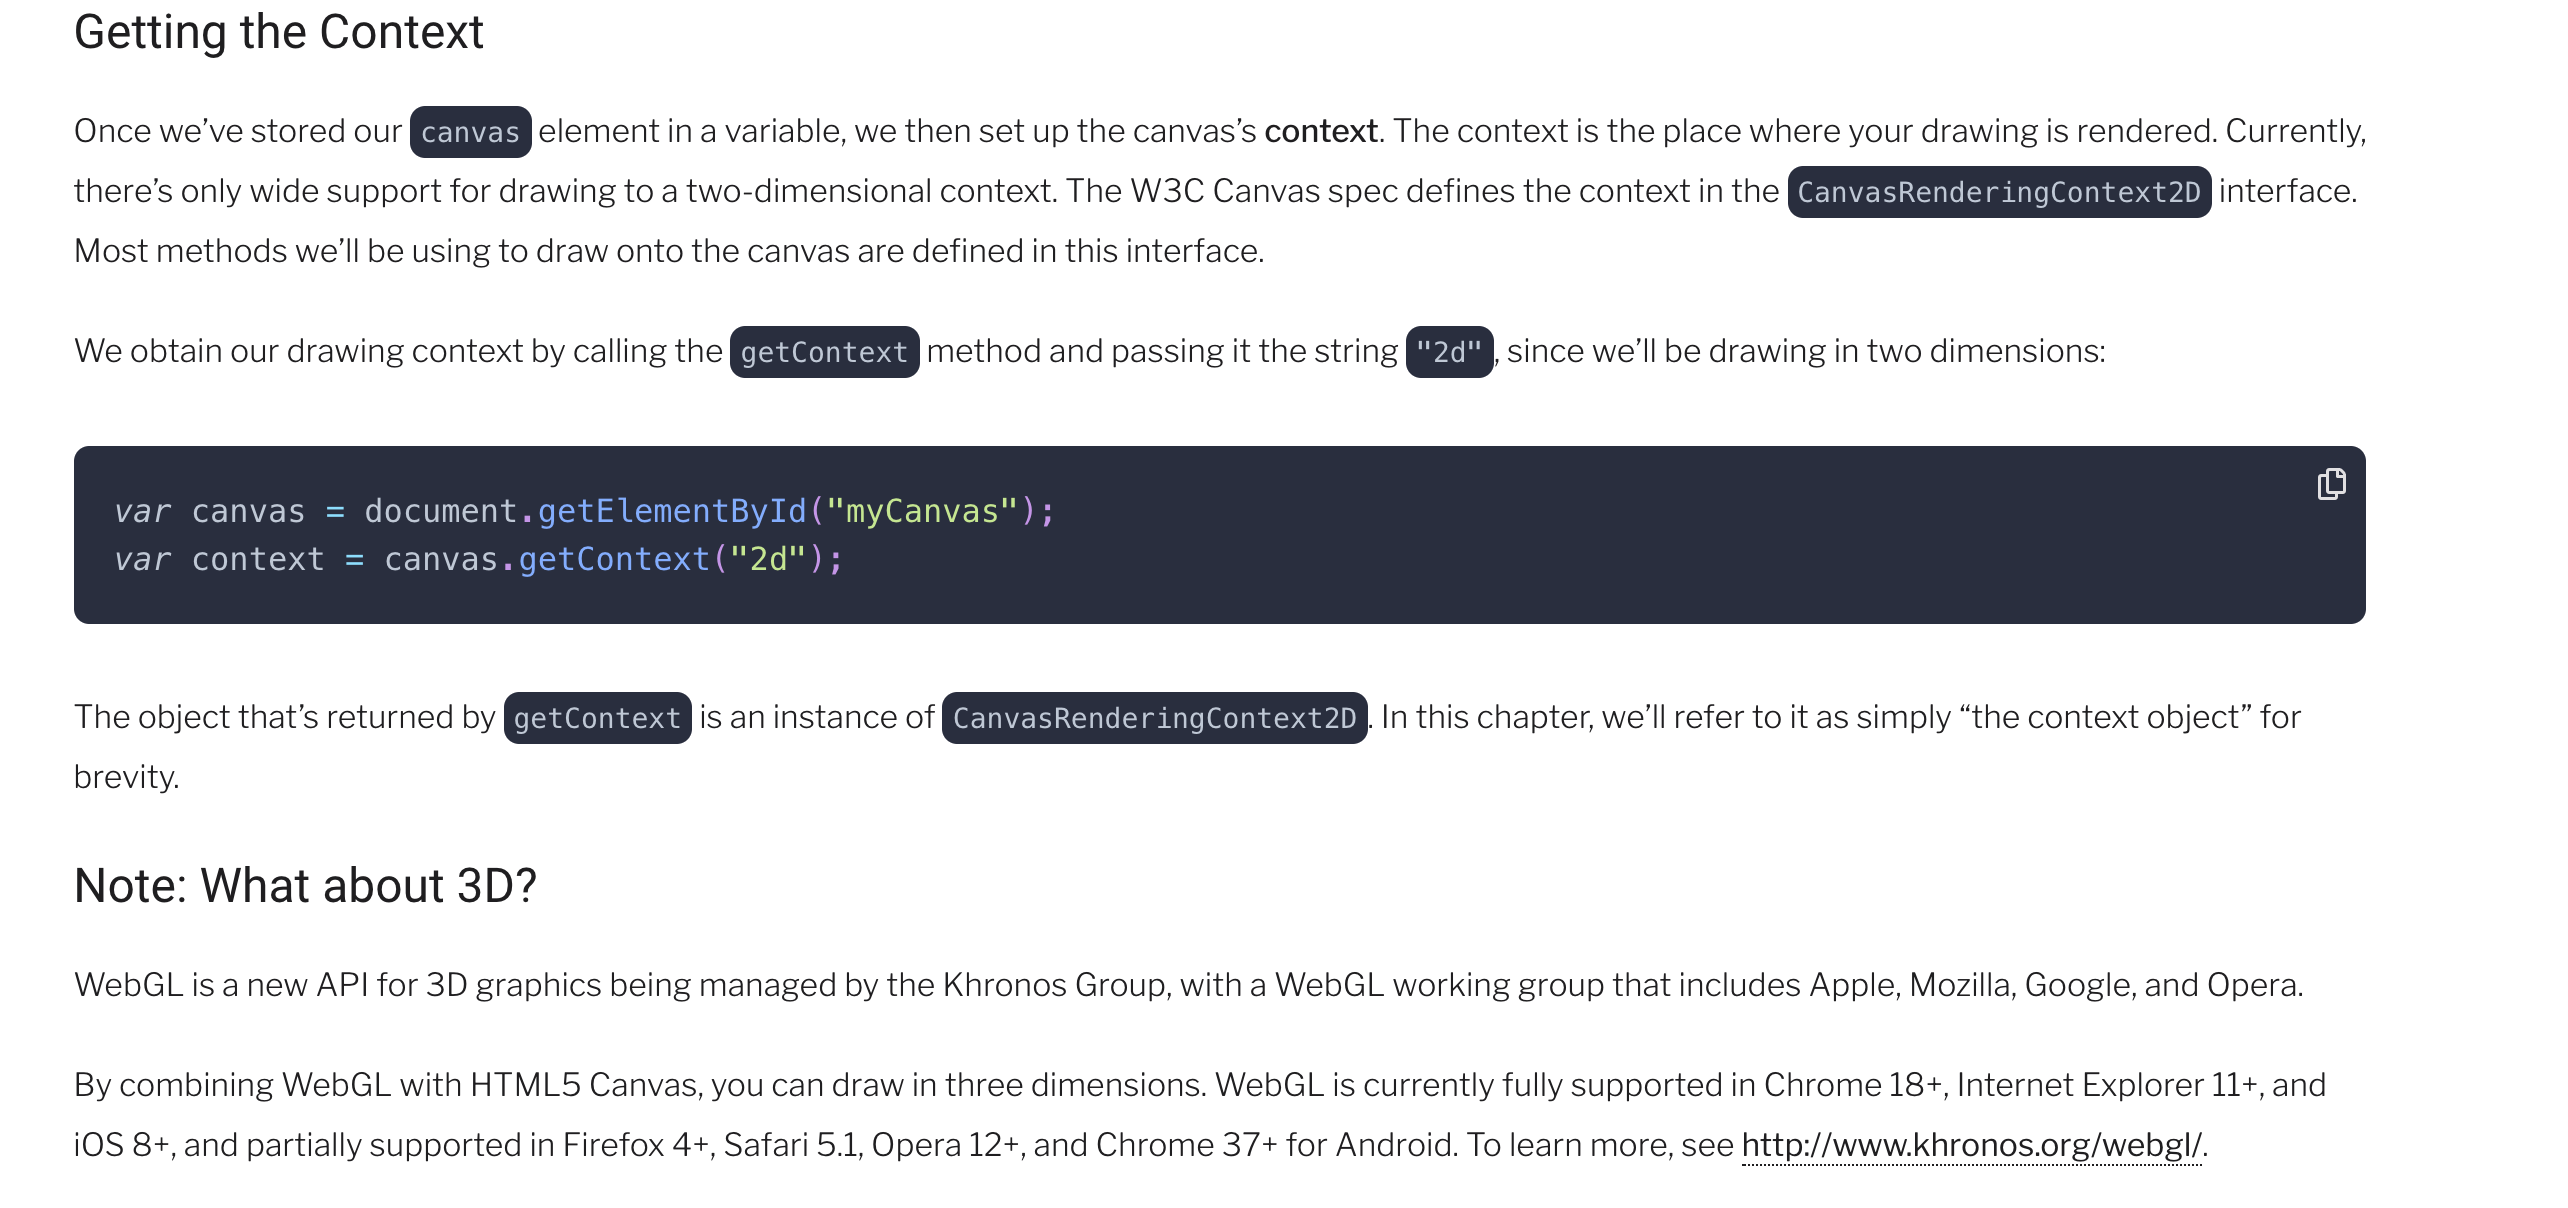 Getting the Context
Once we’ve stored our canvas element in a variable, we then set up the canvas’s context. The context is the place where your drawing is rendered. Currently,
there’s only wide support for drawing to a two-dimensional context. The W3C Canvas spec defines the context in the CanvasRenderingContext2D interface.
Most methods we’ll be using to draw onto the canvas are defined in this interface.
We obtain our drawing context by calling the getContext method and passing it the string "2d", since we’ll be drawing in two dimensions:
var canvas = document.getElementById("myCanvas");
var context = canvas.getContext("2d");
The object that’s returned by getContext is an instance of CanvasRenderingContext2D. In this chapter, we’ll refer to it as simply “the context object” for
brevity.
Note: What about 3D?
WebGL is a new API for 3D graphics being managed by the Khronos Group, with a WebGL working group that includes Apple, Mozilla, Google, and Opera.
By combining WebGL with HTML5 Canvas, you can draw in three dimensions. WebGL is currently fully supported in Chrome 18+, Internet Explorer 11+, and
iOS 8+, and partially supported in Firefox 4+, Safari 5.1, Opera 12+, and Chrome 37+ for Android. To learn more, see http://www.khronos.org/webgl/.